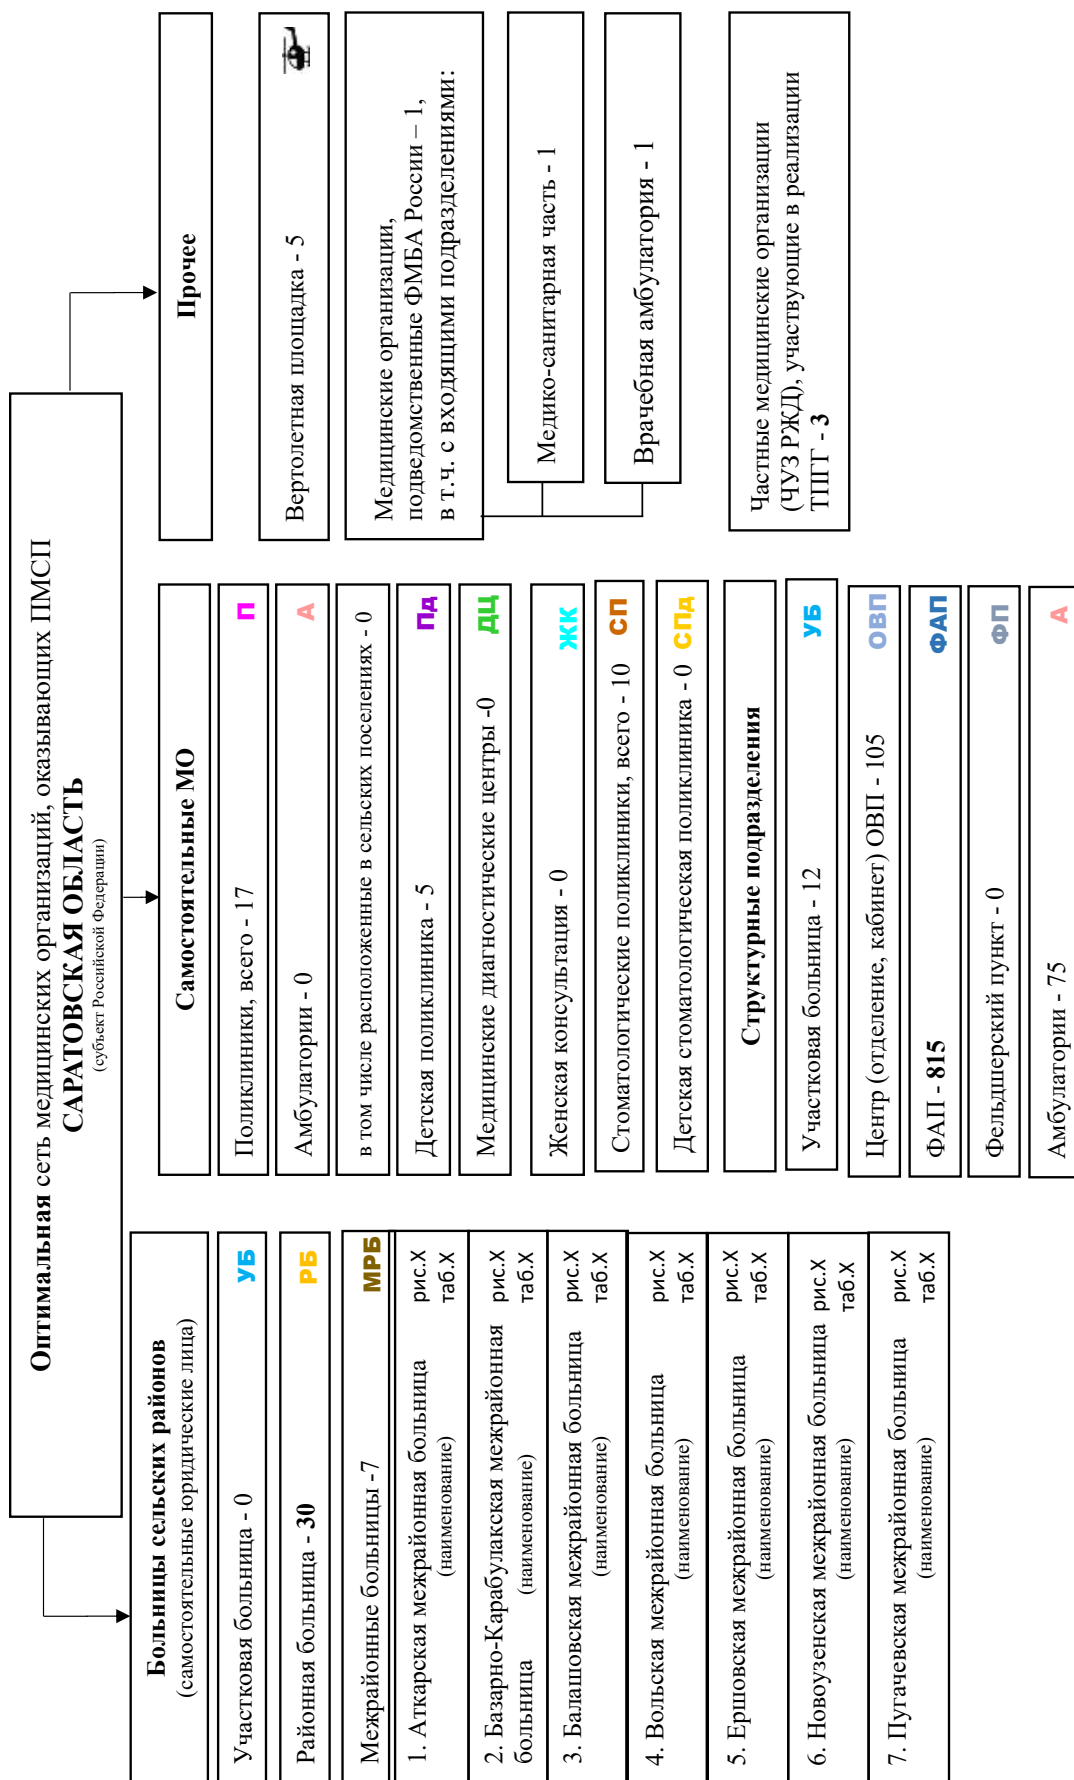 Оптимальная сеть медицинских организаций, оказывающих ПМСП
САРАТОВСКАЯ ОБЛАСТЬ
(субъект Российской Федерации)
Больницы сельских районов
(самостоятельные юридические лица)
Участковая больница - 0 УБ
Районная больница - 30 РБ
Межрайонные больницы -7 МРБ
1. Аткарская межрайонная больница рис.Х
(наименование) таб.Х
2. Базарно-Карабулакская межрайонная рис.Х
больница (наименование) таб.Х
3. Балашовская межрайонная больница рис.Х
(наименование) таб.Х
4. Вольская межрайонная больница рис.Х
(наименование) таб.Х
5. Ершовская межрайонная больница рис.Х
(наименование) таб.Х
6. Новоузенская межрайонная больница рис.Х
(наименование) таб.Х
7. Пугачевская межрайонная больница рис.Х
(наименование) таб.Х
Самостоятельные МО
Поликлиники, всего - 17 П
Амбулатории - 0 А
в том числе расположенные в сельских поселениях - 0
Детская поликлиника - 5 Пд
Медицинские диагностические центры -0 ДЦ
Женская консультация - 0 ЖК
Стоматологические поликлиники, всего - 10 СП
Детская стоматологическая поликлиника - 0 СПд
Структурные подразделения
Участковая больница - 12 УБ
Центр (отделение, кабинет) ОВП - 105 ОВП
ФАП - 815 ФАП
Фельдшерский пункт - 0 ФП
Амбулатории - 75 А
Прочее
Вертолетная площадка - 5
Медицинские организации,
подведомственные ФМБА России – 1,
в т.ч. с входящими подразделениями:
Медико-санитарная часть - 1
Врачебная амбулатория - 1
Частные медицинские организации
(ЧУЗ РЖД), участвующие в реализации
ТПГГ - 3